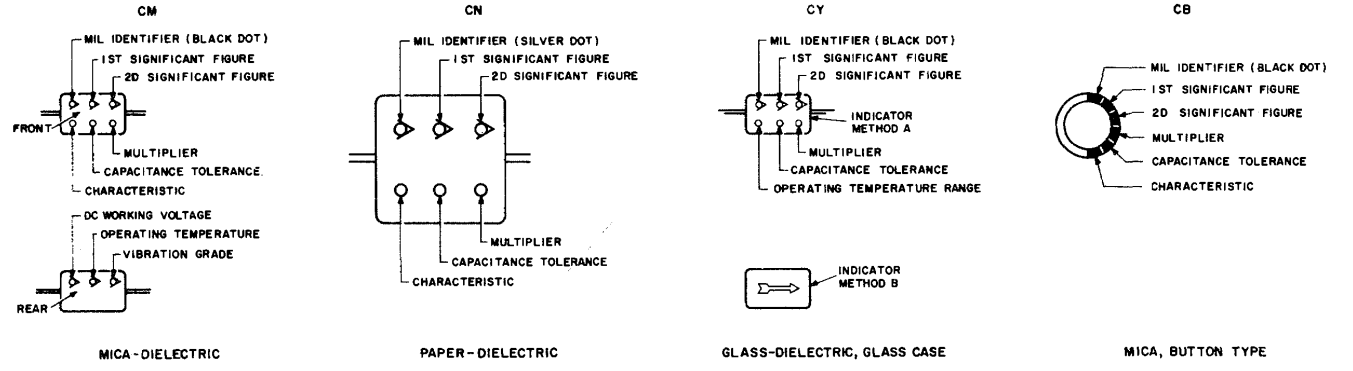 CM
MIL IDENTIFIER (BLACK DOT)
1ST SIGNIFICANT FIGURE
2D SIGNIFICANT FIGURE
FRONT
MULTIPLIER
CAPACITANCE TOLERANCE.
CHARACTERISTIC
DC WORKING VOLTAGE
OPERATING TEMPERATURE
VIBRATION GRADE
REAR
MICA-DIELECTRIC
CN
MIL IDENTIFIER (SILVER DOT)
1ST SIGNIFICANT FIGURE
2D SIGNIFICANT FIGURE
MULTIPLIER
CAPACITANCE TOLERANCE
CHARACTERISTIC
PAPER-DIELECTRIC
CY
MIL IDENTIFIER (BLACK DOT)
1ST SIGNIFICANT FIGURE
2D SIGNIFICANT FIGURE
INDICATOR
METHOD A
MULTIPLIER
CAPACITANCE TOLERANCE
OPERATING TEMPERATURE RANGE
INDICATOR
METHOD B
GLASS-DIELECTRIC, GLASS CASE
CB
MIL IDENTIFIER (BLACK DOT)
1ST SIGNIFICANT FIGURE
2D SIGNIFICANT FIGURE
MULTIPLIER
CAPACITANCE TOLERANCE
CHARACTERISTIC
MICA, BUTTON TYPE